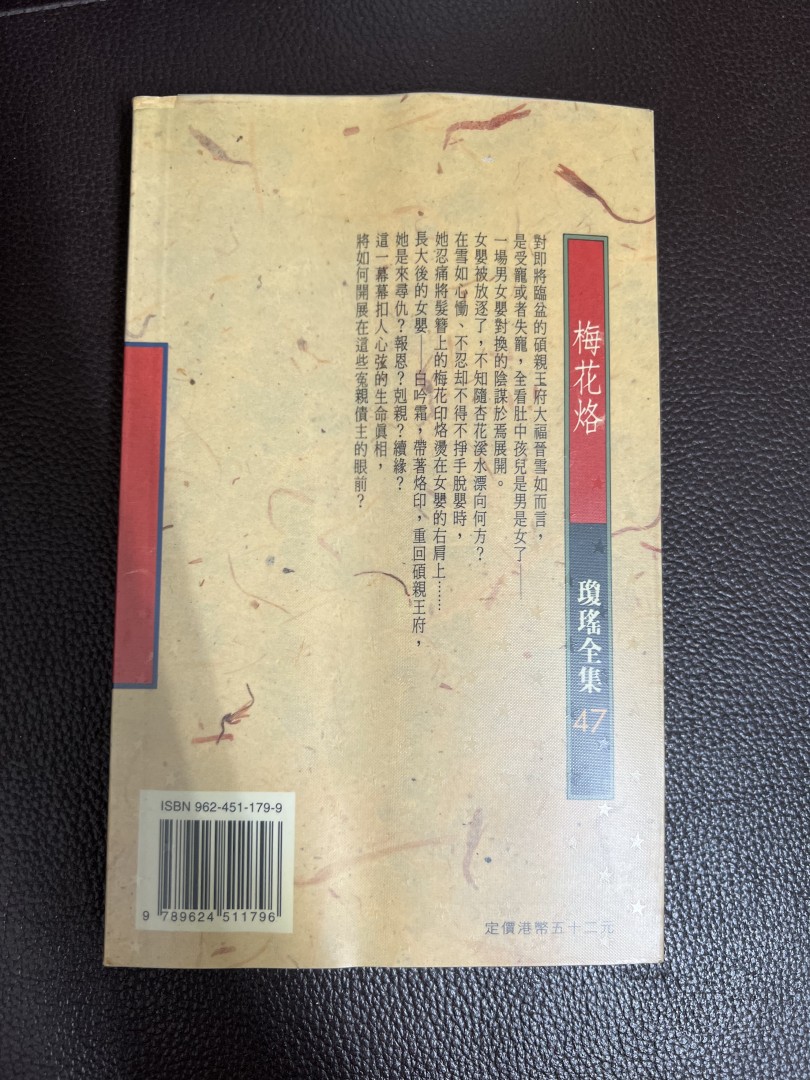 梅花烙
瓊瑤全集 47
對即將臨盆的碩親王府大福晉雪如而言，
是受寵或者失寵，全看肚中孩兒是男是女了——
一場男女嬰對換的陰謀於焉展開。
女嬰被放逐了，不知隨杏花溪水漂向何方？
在雪如心慟、不忍却不得不掙手脫嬰時，
她忍痛將髮簪上的梅花印烙燙在女嬰的右肩上……
長大後的女嬰——白吟霜，帶著烙印，重回碩親王府，
她是來尋仇？報恩？剋親？續緣？
這一幕幕扣人心弦的生命眞相，
將如何開展在這些冤親債主的眼前？
ISBN 962-451-179-9
9 789624 511796
定價港幣五十二元